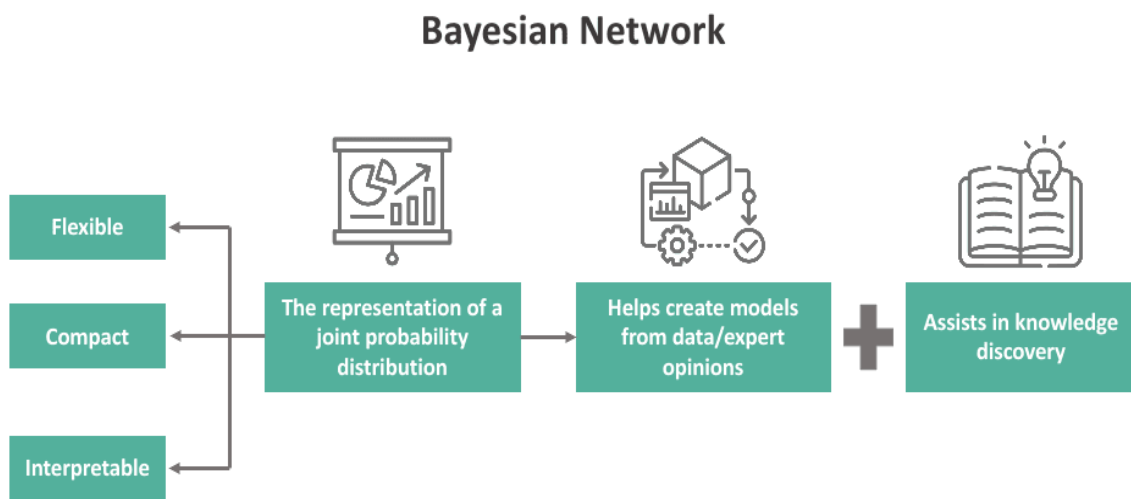 Bayesian Network
Flexible
Compact
Interpretable
The representation of a
joint probability
distribution
Helps create models
from data/expert
opinions
Assists in knowledge
discovery